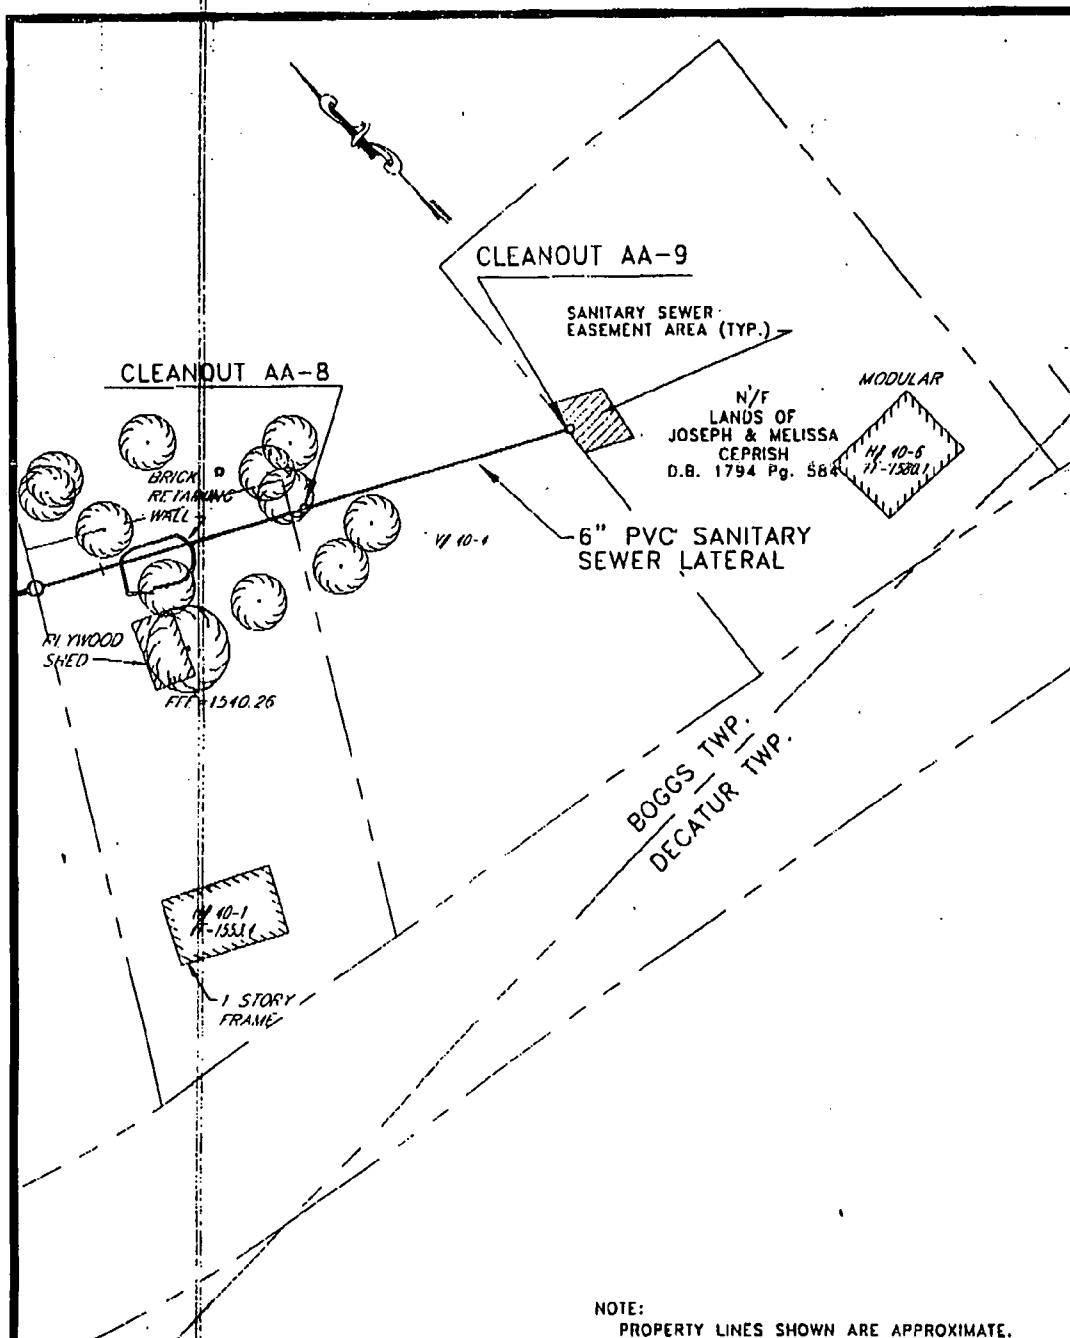 CLEANOUT AA-9
SANITARY SEWER
EASEMENT AREA (TYP.)
CLEANOUT AA-8
MODULAR
N/F
LANDS OF
JOSEPH & MELISSA
CEPRISH
D.B. 1794 Pg. 584
BRICK
RETAINING
WALL
6" PVC SANITARY
SEWER LATERAL
PLYWOOD
SHED
BOGGS TWP.
DECATUR TWP.
1 STORY
FRAME
NOTE:
PROPERTY LINES SHOWN ARE APPROXIMATE.